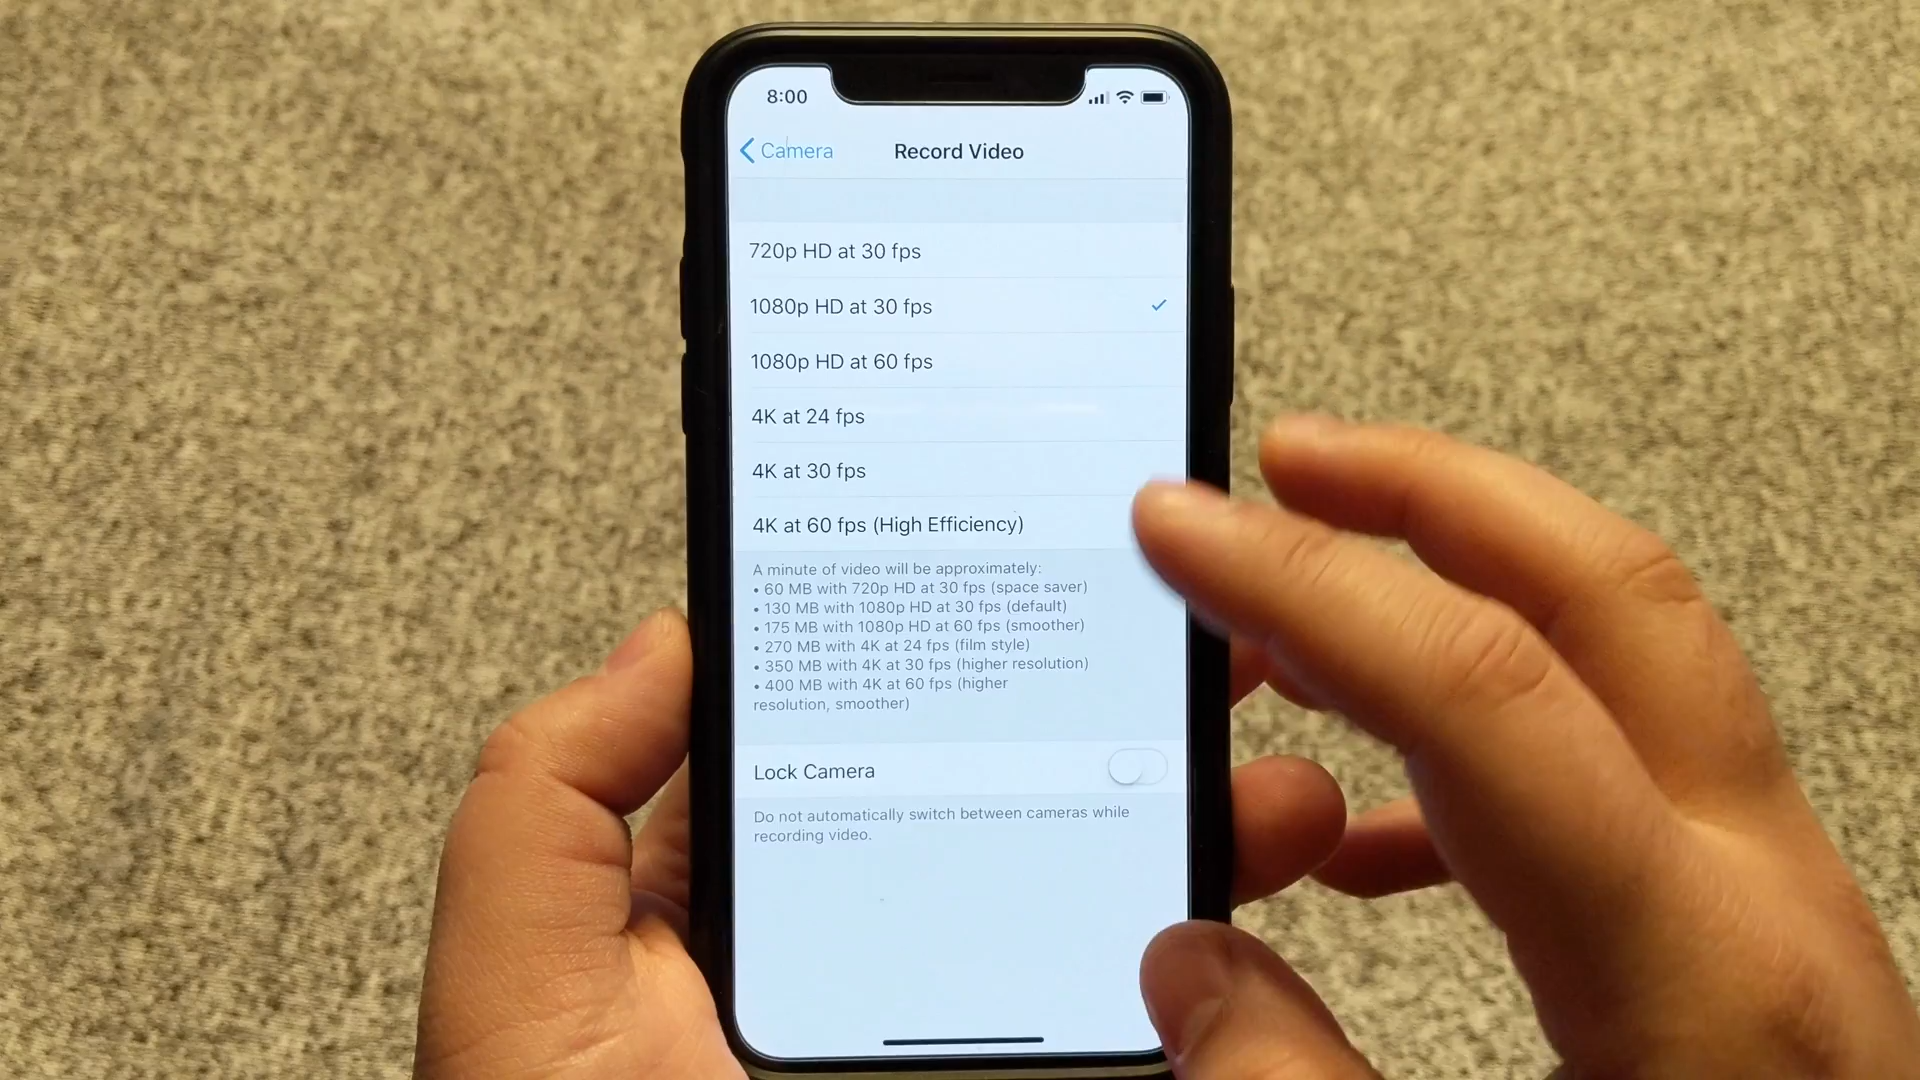 8:00
Camera
Record Video
720p HD at 30 fps
1080p HD at 30 fps
1080p HD at 60 fps
4K at 24 fps
4K at 30 fps
4K at 60 fps (High Efficiency)
A minute of video will be approximately:
• 60 MB with 720p HD at 30 fps (space saver)
• 130 MB with 1080p HD at 30 fps (default)
• 175 MB with 1080p HD at 60 fps (smoother)
• 270 MB with 4K at 24 fps (film style)
• 350 MB with 4K at 30 fps (higher resolution)
• 400 MB with 4K at 60 fps (higher
resolution, smoother)
Lock Camera
Do not automatically switch between cameras while
recording video.